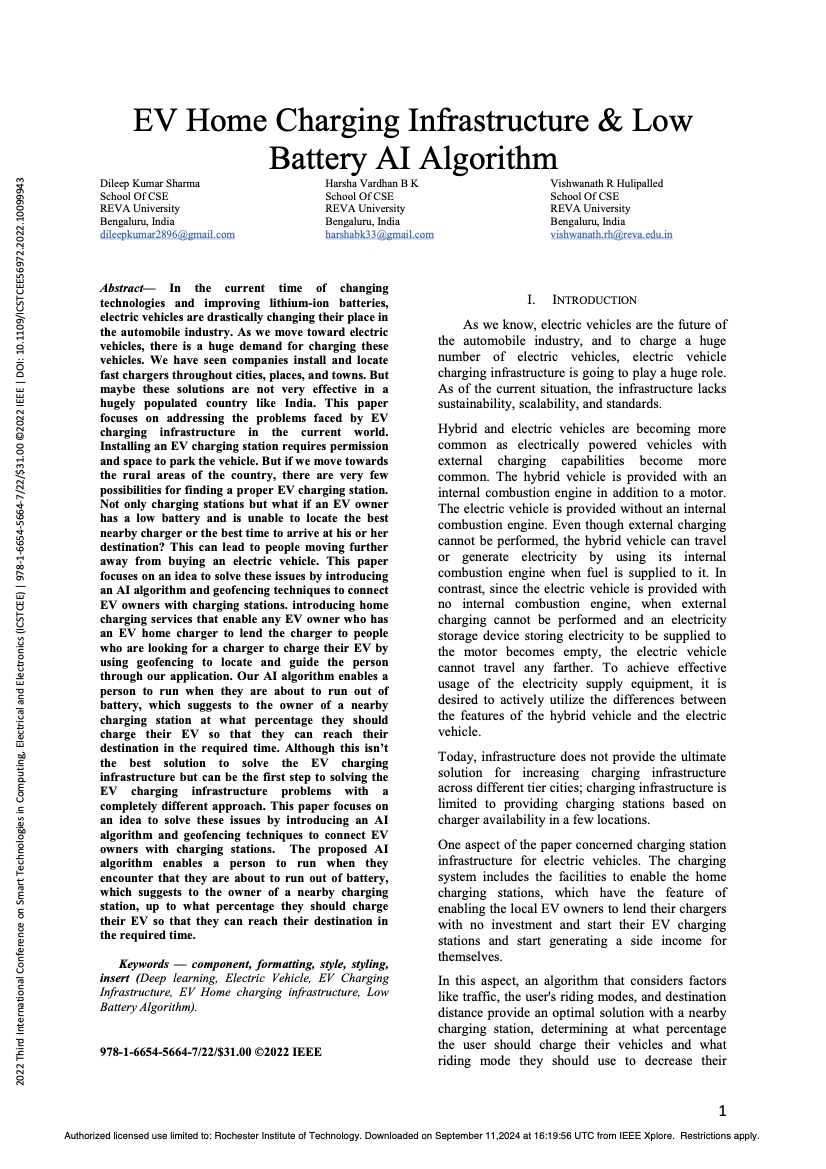 2022 Third International Conference on Smart Technologies in Computing, Electrical and Electronics (ICSTCEE) | 978-1-6654-5664-7/22/$31.00 ©2022 IEEE | DOI: 10.1109/ICSTCEE56972.2022.10099943
EV Home Charging Infrastructure & Low
Battery AI Algorithm
Dileep Kumar Sharma
School Of CSE
REVA University
Bengaluru, India
dileepkumar2896@gmail.com
Harsha Vardhan B K
School Of CSE
REVA University
Bengaluru, India
harshabk33@gmail.com
Vishwanath R Hulipalled
School Of CSE
REVA University
Bengaluru, India
vishwanath.rh@reva.edu.in
Abstract— In the current time of changing
technologies and improving lithium-ion batteries,
electric vehicles are drastically changing their place in
the automobile industry. As we move toward electric
vehicles, there is a huge demand for charging these
vehicles. We have seen companies install and locate
fast chargers throughout cities, places, and towns. But
maybe these solutions are not very effective in a
hugely populated country like India. This paper
focuses on addressing the problems faced by EV
charging infrastructure in the current world.
Installing an EV charging station requires permission
and space to park the vehicle. But if we move towards
the rural areas of the country, there are very few
possibilities for finding a proper EV charging station.
Not only charging stations but what if an EV owner
has a low battery and is unable to locate the best
nearby charger or the best time to arrive at his or her
destination? This can lead to people moving further
away from buying an electric vehicle. This paper
focuses on an idea to solve these issues by introducing
an AI algorithm and geofencing techniques to connect
EV owners with charging stations. introducing home
charging services that enable any EV owner who has
an EV home charger to lend the charger to people
who are looking for a charger to charge their EV by
using geofencing to locate and guide the person
through our application. Our AI algorithm enables a
person to run when they are about to run out of
battery, which suggests to the owner of a nearby
charging station at what percentage they should
charge their EV so that they can reach their
destination in the required time. Although this isn't
the best solution to solve the EV charging
infrastructure but can be the first step to solving the
EV charging infrastructure problems with a
completely different approach. This paper focuses on
an idea to solve these issues by introducing an AI
algorithm and geofencing techniques to connect EV
owners with charging stations. The proposed AI
algorithm enables a person to run when they
encounter that they are about to run out of battery,
which suggests to the owner of a nearby charging
station, up to what percentage they should charge
their EV so that they can reach their destination in
the required time.
Keywords — component, formatting, style, styling,
insert (Deep learning, Electric Vehicle, EV Charging
Infrastructure, EV Home charging infrastructure, Low
Battery Algorithm).
978-1-6654-5664-7/22/$31.00 ©2022 IEEE
I. INTRODUCTION
As we know, electric vehicles are the future of
the automobile industry, and to charge a huge
number of electric vehicles, electric vehicle
charging infrastructure is going to play a huge role.
As of the current situation, the infrastructure lacks
sustainability, scalability, and standards.
Hybrid and electric vehicles are becoming more
common as electrically powered vehicles with
external charging capabilities become more
common. The hybrid vehicle is provided with an
internal combustion engine in addition to a motor.
The electric vehicle is provided without an internal
combustion engine. Even though external charging
cannot be performed, the hybrid vehicle can travel
or generate electricity by using its internal
combustion engine when fuel is supplied to it. In
contrast, since the electric vehicle is provided with
no internal combustion engine, when external
charging cannot be performed and an electricity
storage device storing electricity to be supplied to
the motor becomes empty, the electric vehicle
cannot travel any farther. To achieve effective
usage of the electricity supply equipment, it is
desired to actively utilize the differences between
the features of the hybrid vehicle and the electric
vehicle.
Today, infrastructure does not provide the ultimate
solution for increasing charging infrastructure
across different tier cities; charging infrastructure is
limited to providing charging stations based on
charger availability in a few locations.
One aspect of the paper concerned charging station
infrastructure for electric vehicles. The charging
system includes the facilities to enable the home
charging stations, which have the feature of
enabling the local EV owners to lend their chargers
with no investment and start their EV charging
stations and start generating a side income for
themselves.
In this aspect, an algorithm that considers factors
like traffic, the user's riding modes, and destination
distance provide an optimal solution with a nearby
charging station, determining at what percentage
the user should charge their vehicles and what
riding mode they should use to decrease their
1
Authorized licensed use limited to: Rochester Institute of Technology. Downloaded on September 11,2024 at 16:19:56 UTC from IEEE Xplore. Restrictions apply.